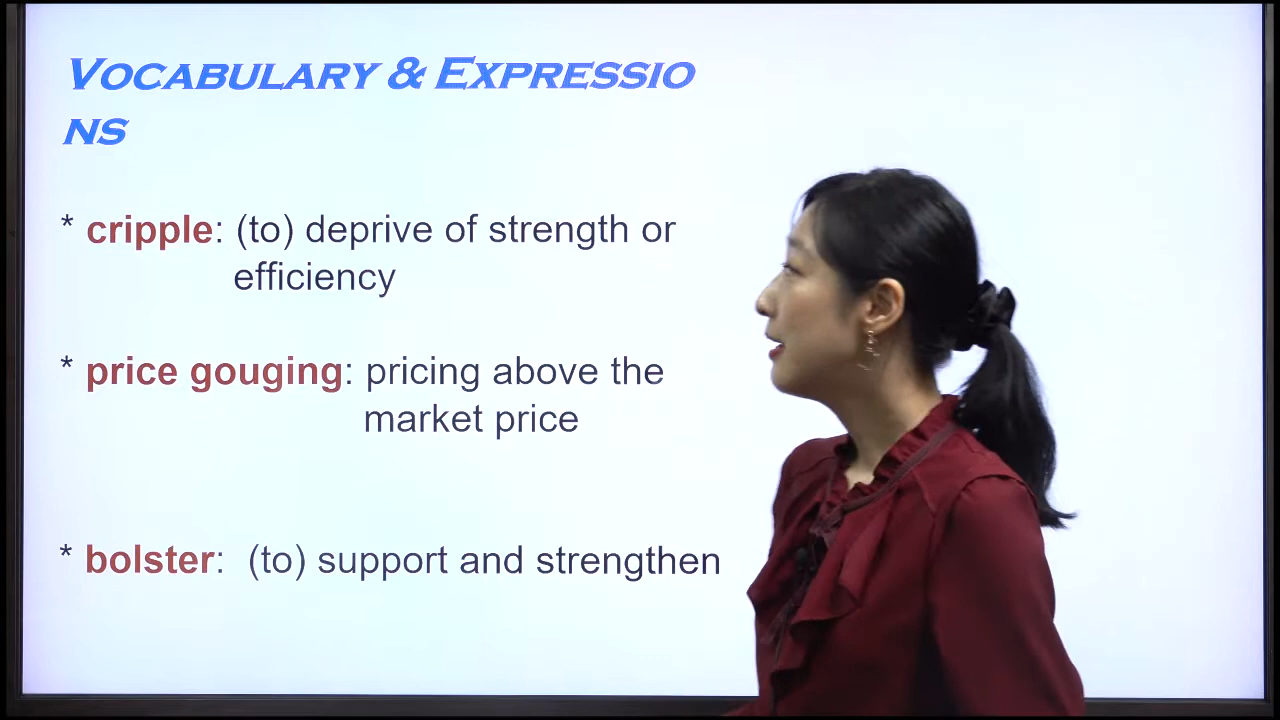 VOCABULARY & EXPRESSIO
NS
* cripple: (to) deprive of strength or
efficiency
* price gouging: pricing above the
market price
* bolster: (to) support and strengthen